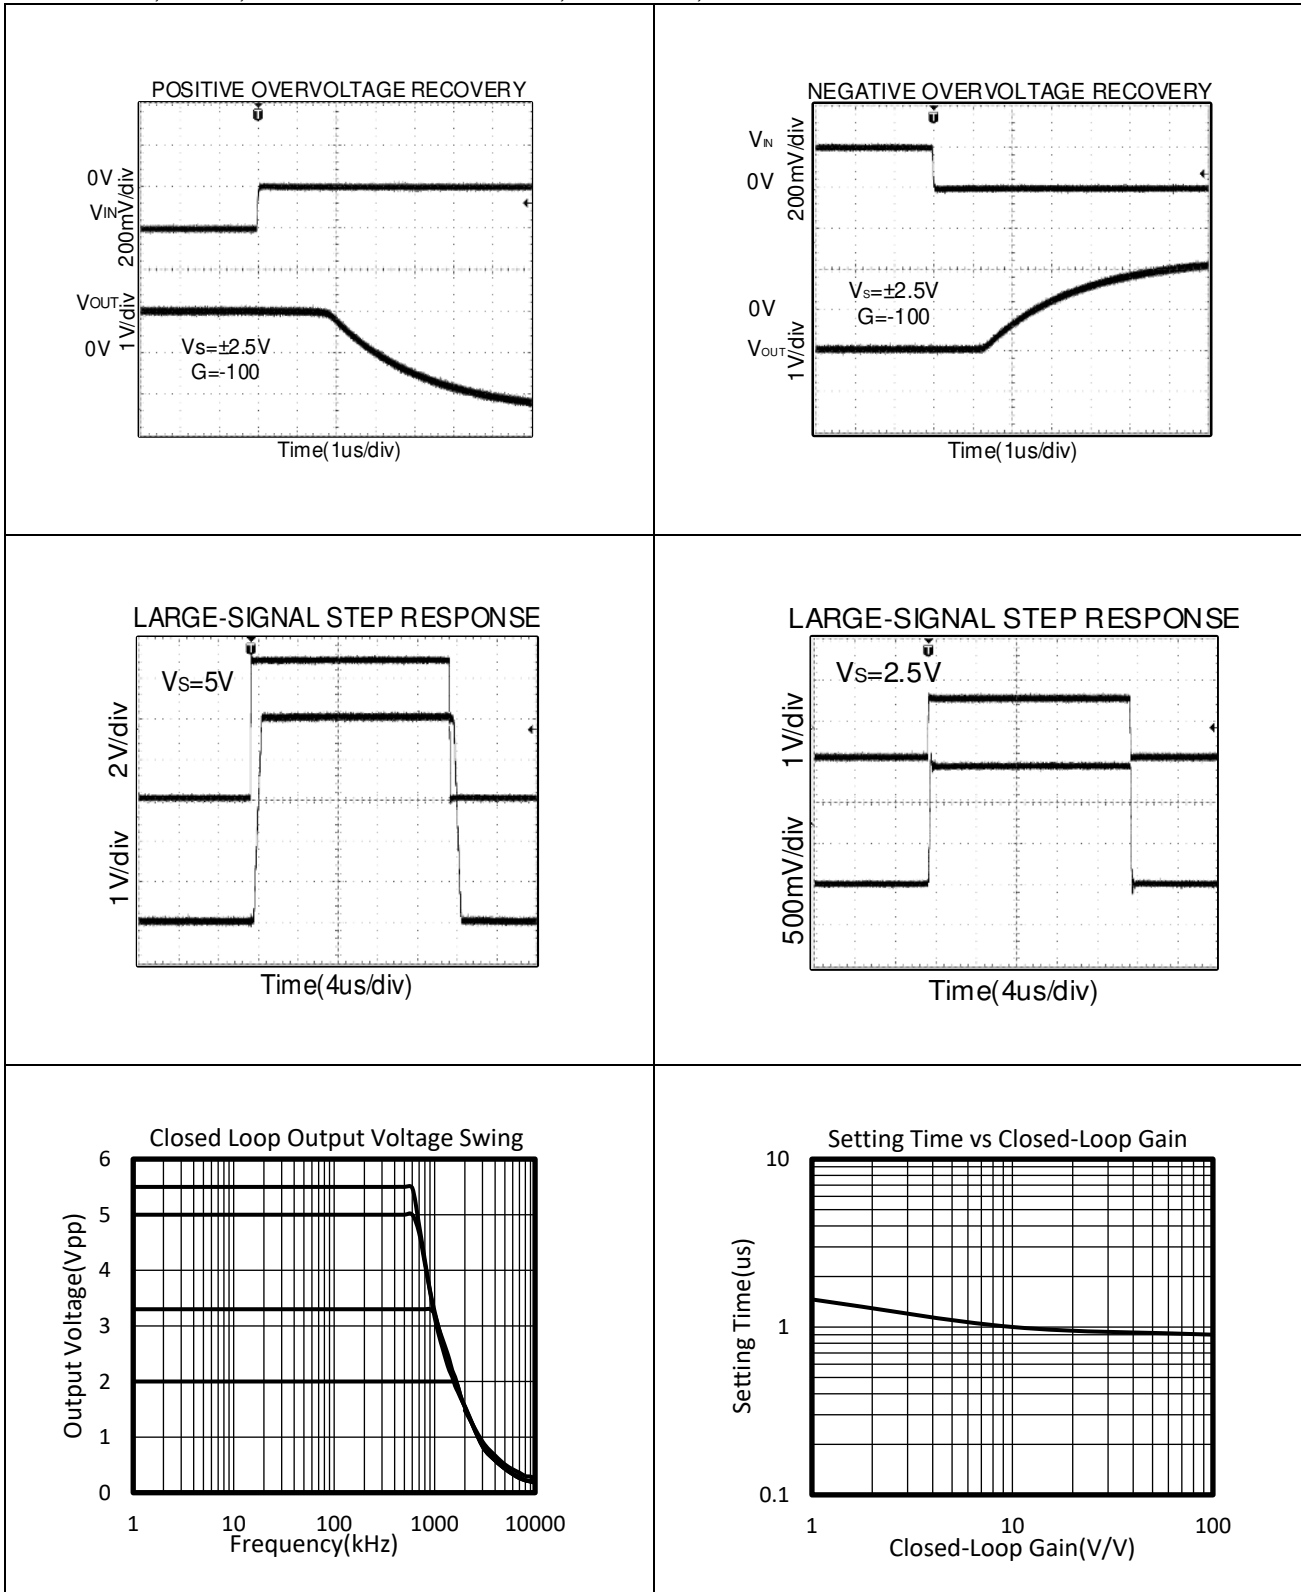 POSITIVE OVERVOLTAGE RECOVERY
T
0V
VIN
200mV/div
VOUT
0V
1V/div
Vs=±2.5V
G=-100
Time(1us/div)
NEGATIVE OVERVOLTAGE RECOVERY
T
VIN
0V
200mV/div
0V
VOUT
1V/div
Vs=±2.5V
G=-100
Time(1us/div)
LARGE-SIGNAL STEP RESPONSE
T
VS=5V
2V/div
1V/div
Time(4us/div)
LARGE-SIGNAL STEP RESPONSE
T
VS=2.5V
1V/div
500mV/div
Time(4us/div)
Closed Loop Output Voltage Swing
Output Voltage(Vpp)
6
5
4
3
2
1
0
1 10 100 1000 10000
Frequency(kHz)
Setting Time vs Closed-Loop Gain
Setting Time(us)
10
1
0.1
1 10 100
Closed-Loop Gain(V/V)